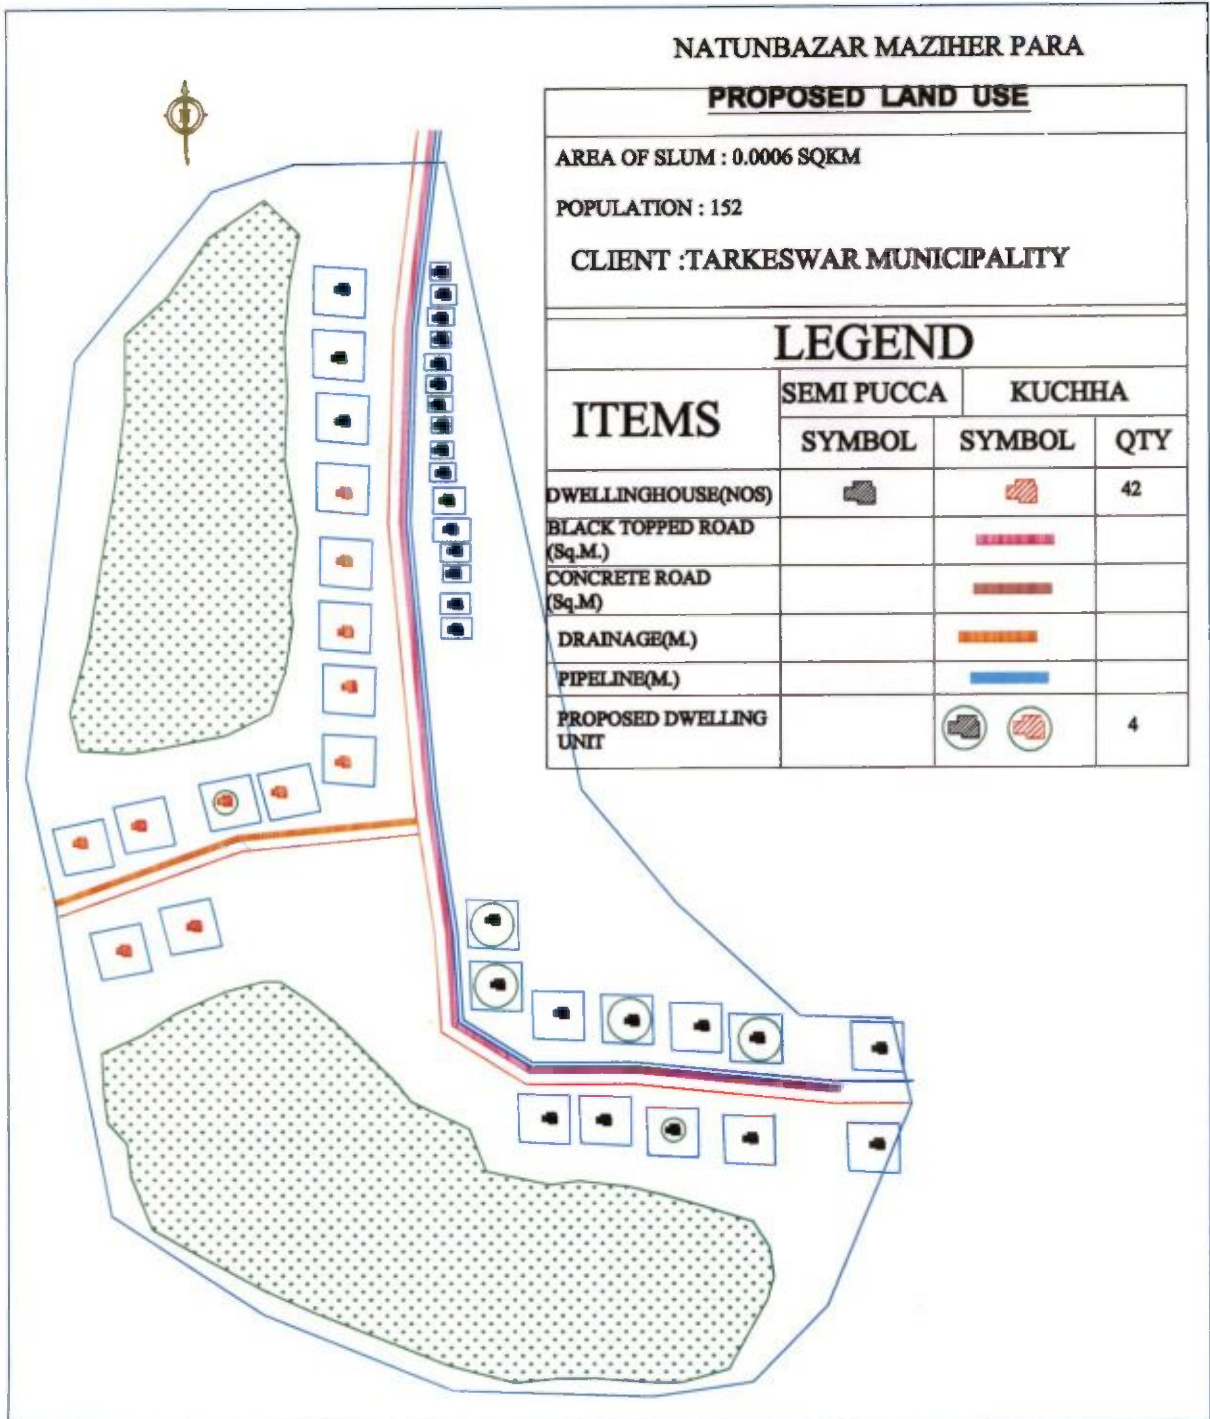 NATUNBAZAR MAZIHER PARA
PROPOSED LAND USE
AREA OF SLUM : 0.0006 SQKM
POPULATION : 152
CLIENT :TARKESWAR MUNICIPALITY
LEGEND
ITEMS
SEMI PUCCA
KUCHHA
SYMBOL
SYMBOL
QTY
DWELLINGHOUSE(NOS)
42
BLACK TOPPED ROAD
(Sq.M.)
CONCRETE ROAD
(Sq.M)
DRAINAGE(M.)
PIPELINE(M.)
PROPOSED DWELLING
UNIT
4
N